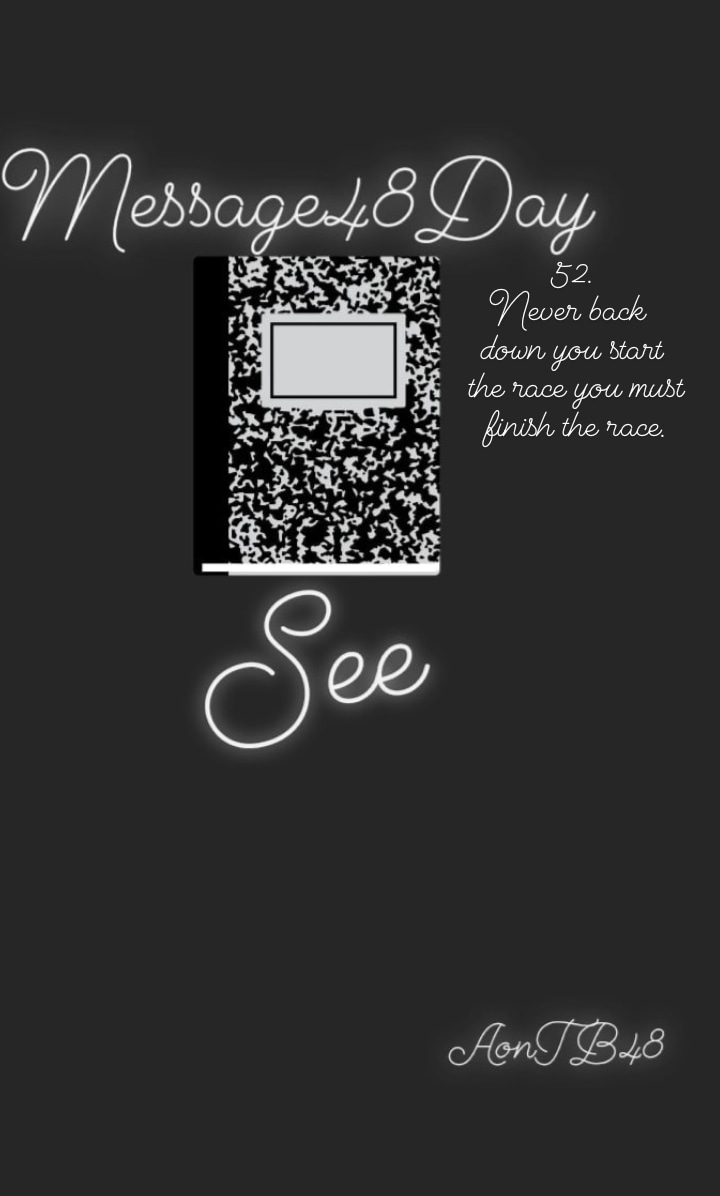 Message48Day
52.
Never back
down you start
the race you must
finish the race.
See
AonTB48